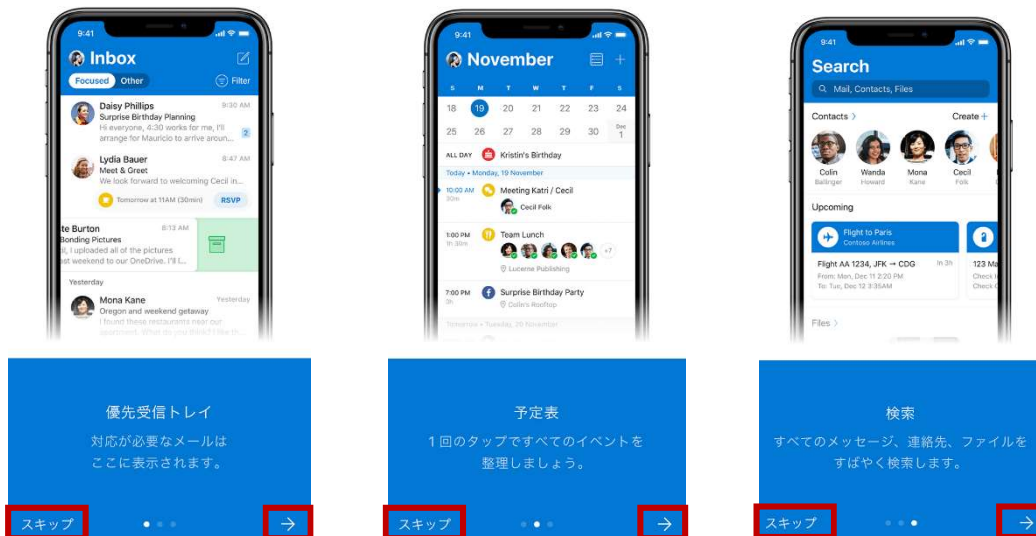 9:41
Inbox
Focused
Other
Filter
Daisy Phillips
9:30 AM
Surprise Birthday Planning
Hi everyone, 4:30 works for me, I'll
arrange for Mauricio to arrive aroun...
2
Lydia Bauer
8:47 AM
Meet & Greet
We look forward to welcoming Cecil in...
Tomorrow at 11AM (30min)
RSVP
te Burton
8:13 AM
Bonding Pictures
il, I uploaded all of the pictures
ast weekend to our OneDrive. I'll l...
Yesterday
Mona Kane
Yesterday
Oregon and weekend getaway
I found these restaurants near our
apartment. What do you think? I like th...
優先受信トレイ
対応が必要なメールは
ここに表示されます。
スキップ
→
9:41
November
S M T W T F S
18 19 20 21 22 23 24
25 26 27 28 29 30 Dec 1
ALL DAY
Kristin's Birthday
Today • Monday, 19 November
10:00 AM
30m
Meeting Katri / Cecil
Cecil Folk
1:00 PM
1h 30m
Team Lunch
+7
Lucerne Publishing
7:00 PM
Surprise Birthday Party
Colle's Rooftop
Tomorrow • Tuesday, 20 November
予定表
1回のタップですべてのイベントを
整理しましょう。
スキップ
→
9:41
Search
Mail, Contacts, Files
Contacts >
Create +
Colin
Ballinger
Wanda
Howard
Mona
Kane
Cecil
Folk
Upcoming
Flight to Paris
Contoso Airlines
Flight AA 1234, JFK → CDG
In 3h
From: Mon, Dec 11 2:20 PM
To: Tue, Dec 12 3:35AM
123 Ma
Check I
Check
Files >
検索
すべてのメッセージ、連絡先、ファイルを
すばやく検索します。
スキップ
→